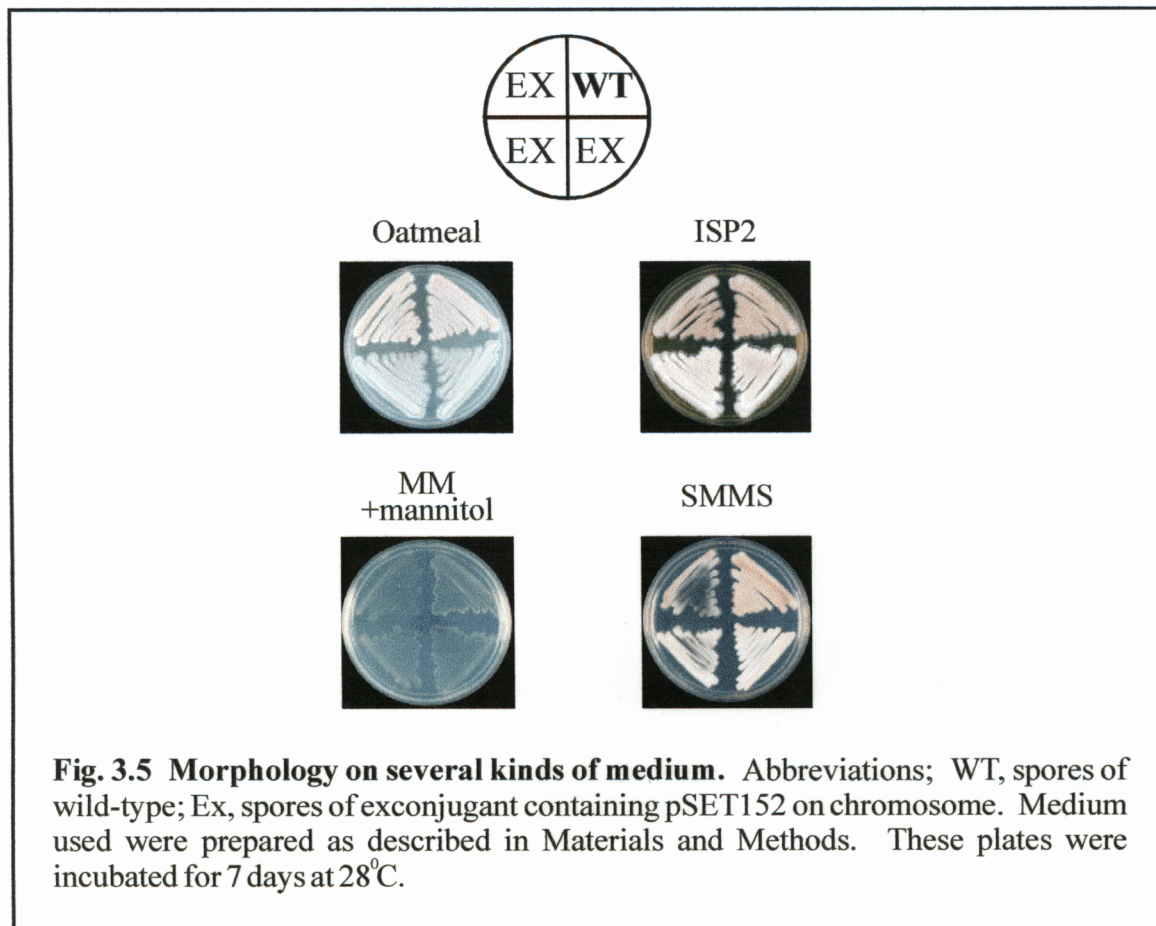 EX WT
EX EX
Oatmeal
ISP2
MM
+mannitol
SMMS
Fig. 3.5 Morphology on several kinds of medium. Abbreviations; WT, spores of
wild-type; Ex, spores of exconjugant containing pSET152 on chromosome. Medium
used were prepared as described in Materials and Methods. These plates were
incubated for 7 days at 28⁰C.